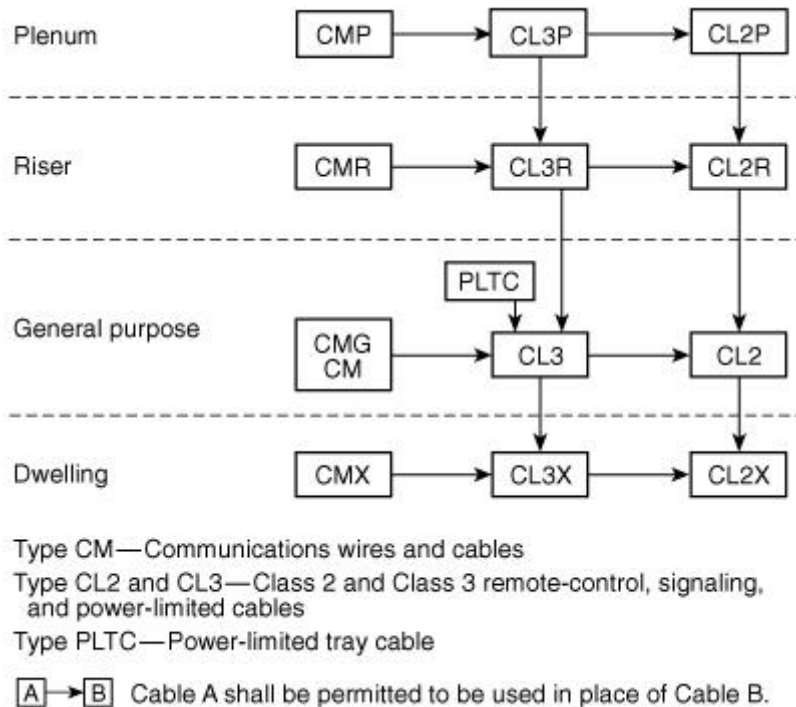 Plenum
CMP
CL3P
CL2P
Riser
CMR
CL3R
CL2R
PLTC
General purpose
CMG
CM
CL3
CL2
Dwelling
CMX
CL3X
CL2X
Type CM—Communications wires and cables
Type CL2 and CL3—Class 2 and Class 3 remote-control, signaling,
and power-limited cables
Type PLTC—Power-limited tray cable
A B Cable A shall be permitted to be used in place of Cable B.